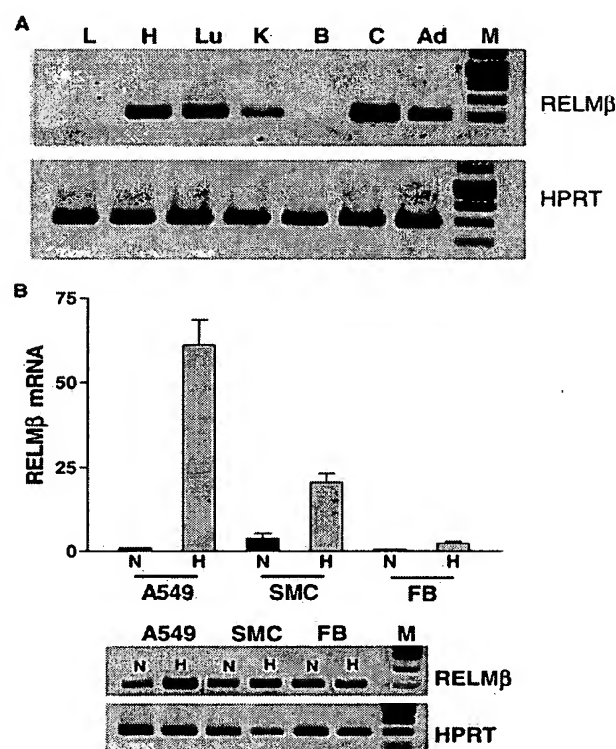 A
L H Lu K B C Ad M
RELMβ
HPRT
B
RELMβ mRNA
75
50
25
0
N H N H N H
A549 SMC FB
A549 SMC FB M
N H N H N H
RELMβ
HPRT